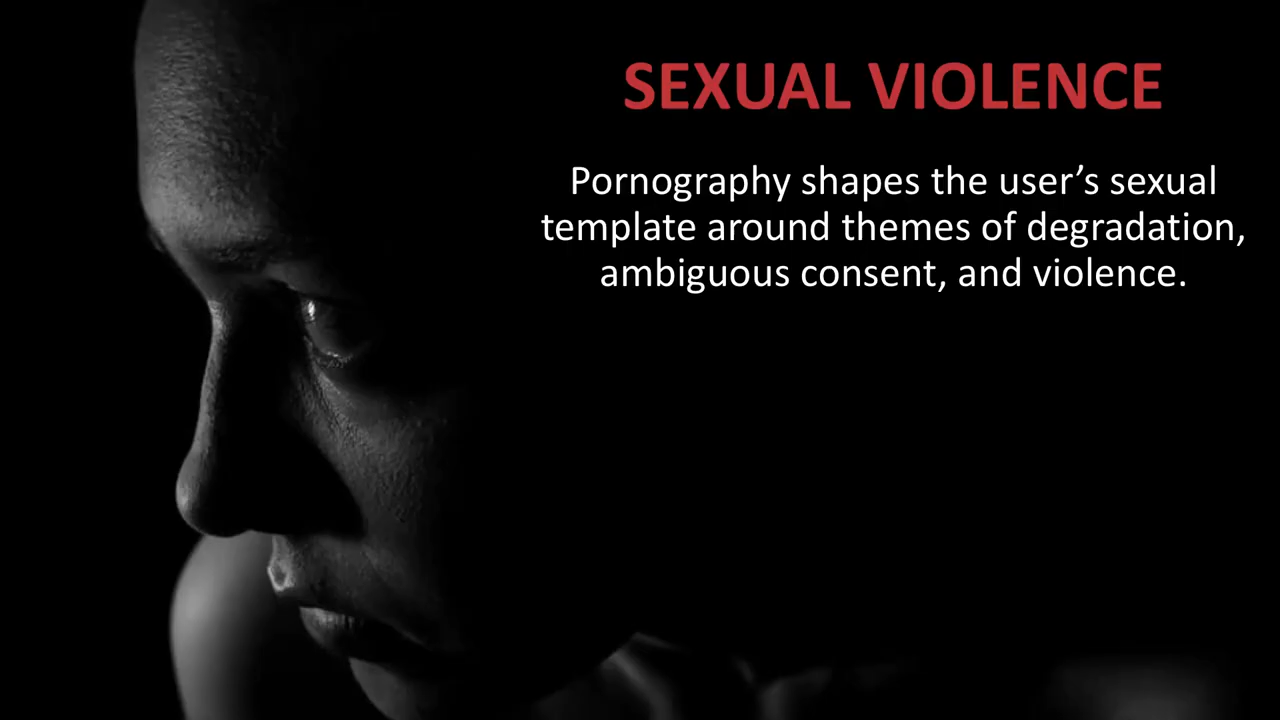 SEXUAL VIOLENCE
Pornography shapes the user’s sexual
template around themes of degradation,
ambiguous consent, and violence.